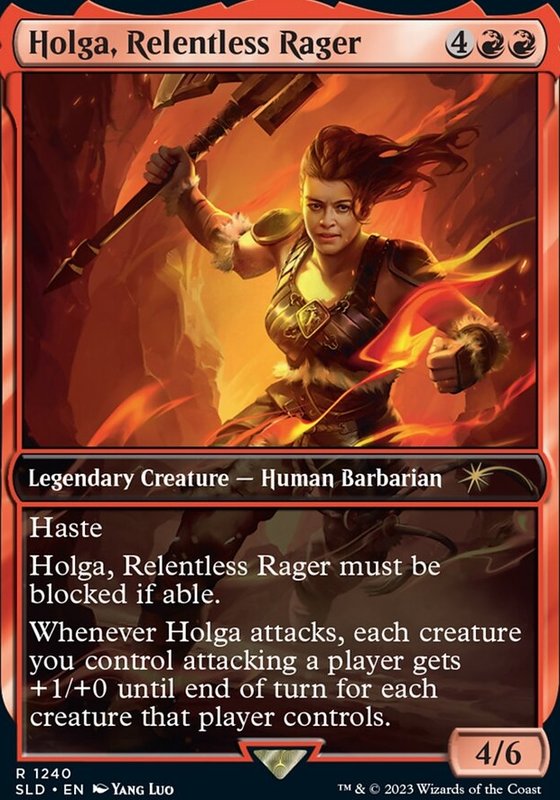 Holga, Relentless Rager 4
Legendary Creature — Human Barbarian
Haste
Holga, Relentless Rager must be
blocked if able.
Whenever Holga attacks, each creature
you control attacking a player gets
+1/+0 until end of turn for each
creature that player controls.
4/6
R 1240
SLD • EN Yang Luo
™ & © 2023 Wizards of the Coast